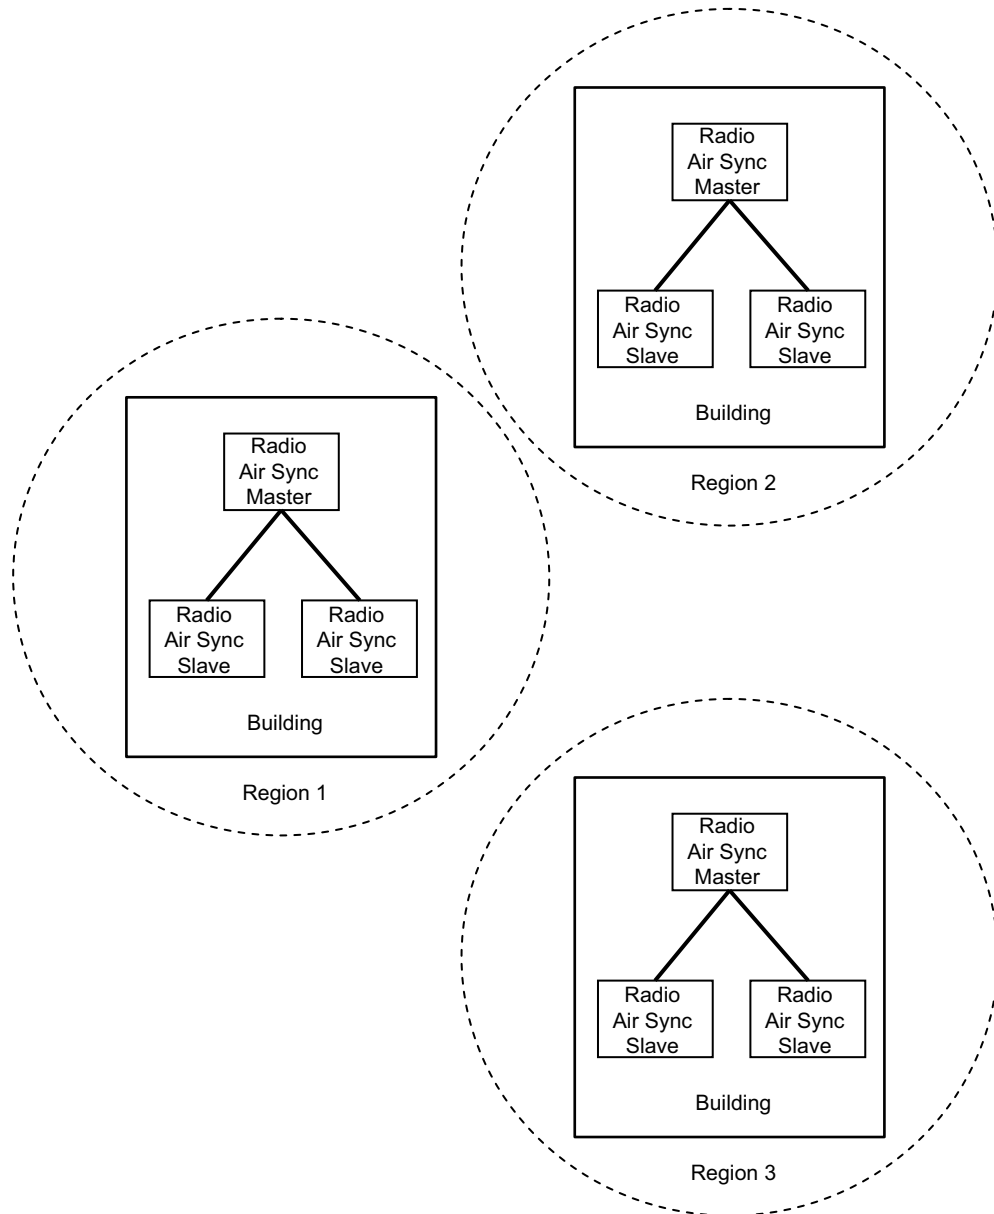 Radio
Air Sync
Master
Radio
Air Sync
Slave
Radio
Air Sync
Slave
Building
Region 2
Radio
Air Sync
Master
Radio
Air Sync
Slave
Radio
Air Sync
Slave
Building
Region 1
Radio
Air Sync
Master
Radio
Air Sync
Slave
Radio
Air Sync
Slave
Building
Region 3